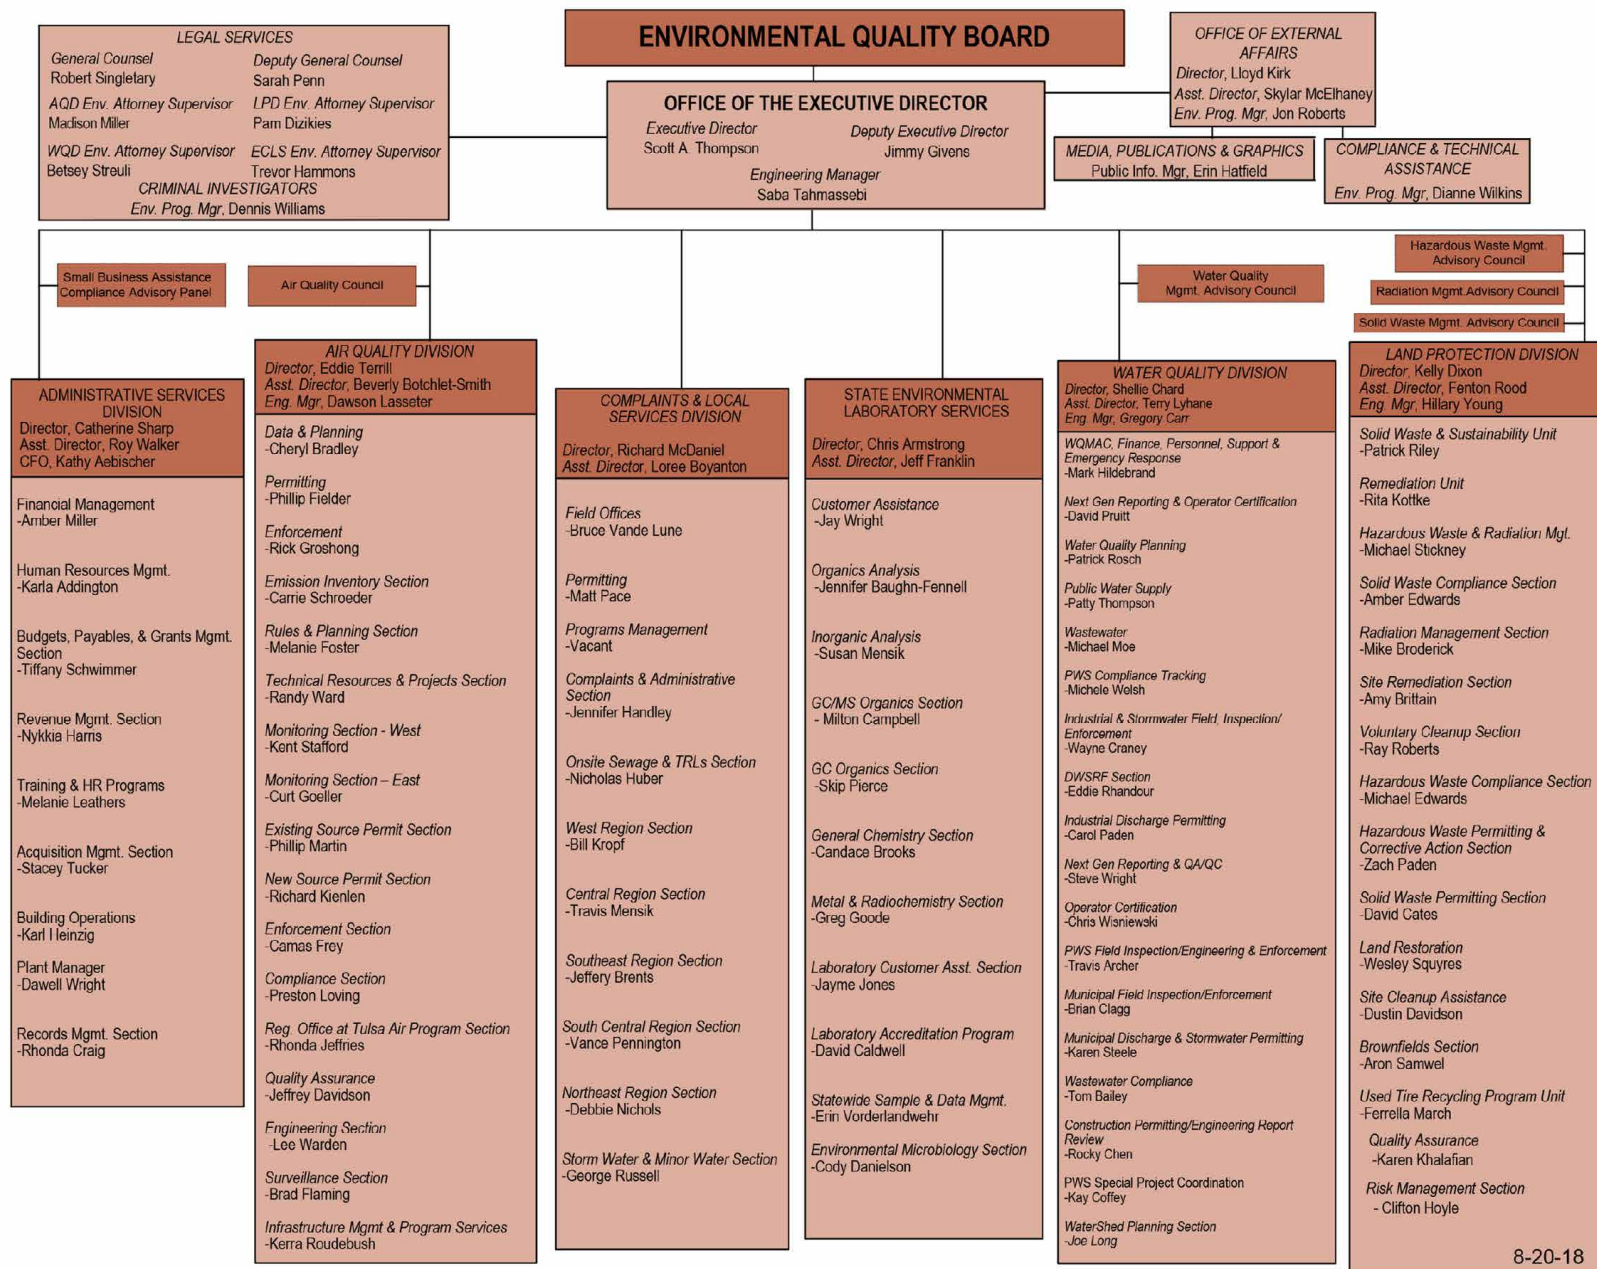 ENVIRONMENTAL QUALITY BOARD
LEGAL SERVICES
General Counsel
Robert Singletary
Deputy General Counsel
Sarah Penn
AQD Env. Attorney Supervisor
Madison Miller
LPD Env. Attorney Supervisor
Pam Dizikies
WQD Env. Attorney Supervisor
Betsey Streuli
ECLS Env. Attorney Supervisor
Trevor Hammons
CRIMINAL INVESTIGATORS
Env. Prog. Mgr, Dennis Williams
OFFICE OF THE EXECUTIVE DIRECTOR
Executive Director
Scott A. Thompson
Deputy Executive Director
Jimmy Givens
Engineering Manager
Saba Tahmassebi
OFFICE OF EXTERNAL
AFFAIRS
Director, Lloyd Kirk
Asst. Director, Skylar McElhaney
Env. Prog. Mgr, Jon Roberts
MEDIA, PUBLICATIONS & GRAPHICS
Public Info. Mgr, Erin Hatfield
COMPLIANCE & TECHNICAL
ASSISTANCE
Env. Prog. Mgr, Dianne Wilkins
Small Business Assistance
Compliance Advisory Panel
Air Quality Council
Water Quality
Mgmt. Advisory Council
Hazardous Waste Mgmt.
Advisory Council
Radiation Mgmt.Advisory Council
Solid Waste Mgmt. Advisory Council
ADMINISTRATIVE SERVICES
DIVISION
Director, Catherine Sharp
Asst. Director, Roy Walker
CFO, Kathy Aebischer
Financial Management
-Amber Miller
Human Resources Mgmt.
-Karla Addington
Budgets, Payables, & Grants Mgmt.
Section
-Tiffany Schwimmer
Revenue Mgmt. Section
-Nykkia Harris
Training & HR Programs
-Melanie Leathers
Acquisition Mgmt. Section
-Stacey Tucker
Building Operations
-Karl Heinzig
Plant Manager
-Dawell Wright
Records Mgmt. Section
-Rhonda Craig
AIR QUALITY DIVISION
Director, Eddie Terrill
Asst. Director, Beverly Botchlet-Smith
Eng. Mgr, Dawson Lasseter
Data & Planning
-Cheryl Bradley
Permitting
-Phillip Fielder
Enforcement
-Rick Groshong
Emission Inventory Section
-Carrie Schroeder
Rules & Planning Section
-Melanie Foster
Technical Resources & Projects Section
-Randy Ward
Monitoring Section - West
-Kent Stafford
Monitoring Section – East
-Curt Goeller
Existing Source Permit Section
-Phillip Martin
New Source Permit Section
-Richard Kienlen
Enforcement Section
-Camas Frey
Compliance Section
-Preston Loving
Reg. Office at Tulsa Air Program Section
-Rhonda Jeffries
Quality Assurance
-Jeffrey Davidson
Engineering Section
-Lee Warden
Surveillance Section
-Brad Flaming
Infrastructure Mgmt & Program Services
-Kerra Roudebush
COMPLAINTS & LOCAL
SERVICES DIVISION
Director, Richard McDaniel
Asst. Director, Loree Boyanton
Field Offices
-Bruce Vande Lune
Permitting
-Matt Pace
Programs Management
-Vacant
Complaints & Administrative
Section
-Jennifer Handley
Onsite Sewage & TRLs Section
-Nicholas Huber
West Region Section
-Bill Kropf
Central Region Section
-Travis Mensik
Southeast Region Section
-Jeffery Brents
South Central Region Section
-Vance Pennington
Northeast Region Section
-Debbie Nichols
Storm Water & Minor Water Section
-George Russell
STATE ENVIRONMENTAL
LABORATORY SERVICES
Director, Chris Armstrong
Asst. Director, Jeff Franklin
Customer Assistance
-Jay Wright
Organics Analysis
-Jennifer Baughn-Fennell
Inorganic Analysis
-Susan Mensik
GC/MS Organics Section
- Milton Campbell
GC Organics Section
-Skip Pierce
General Chemistry Section
-Candace Brooks
Metal & Radiochemistry Section
-Greg Goode
Laboratory Customer Asst. Section
-Jayme Jones
Laboratory Accreditation Program
-David Caldwell
Statewide Sample & Data Mgmt.
-Erin Vorderlandwehr
Environmental Microbiology Section
-Cody Danielson
WATER QUALITY DIVISION
Director, Shellie Chard
Asst. Director, Terry Lyhane
Eng. Mgr, Gregory Carr
WQMAC, Finance, Personnel, Support &
Emergency Response
-Mark Hildebrand
Next Gen Reporting & Operator Certification
-David Pruitt
Water Quality Planning
-Patrick Rosch
Public Water Supply
-Patty Thompson
Wastewater
-Michael Moe
PWS Compliance Tracking
-Michele Welsh
Industrial & Stormwater Field, Inspection/
Enforcement
-Wayne Craney
DWSRF Section
-Eddie Rhandour
Industrial Discharge Permitting
-Carol Paden
Next Gen Reporting & QA/QC
-Steve Wright
Operator Certification
-Chris Wisniewski
PWS Field Inspection/Engineering & Enforcement
-Travis Archer
Municipal Field Inspection/Enforcement
-Brian Clagg
Municipal Discharge & Stormwater Permitting
-Karen Steele
Wastewater Compliance
-Tom Bailey
Construction Permitting/Engineering Report
Review
-Rocky Chen
PWS Special Project Coordination
-Kay Coffey
WaterShed Planning Section
-Joe Long
LAND PROTECTION DIVISION
Director, Kelly Dixon
Asst. Director, Fenton Rood
Eng. Mgr, Hillary Young
Solid Waste & Sustainability Unit
-Patrick Riley
Remediation Unit
-Rita Kottke
Hazardous Waste & Radiation Mgt.
-Michael Stickney
Solid Waste Compliance Section
-Amber Edwards
Radiation Management Section
-Mike Broderick
Site Remediation Section
-Amy Brittain
Voluntary Cleanup Section
-Ray Roberts
Hazardous Waste Compliance Section
-Michael Edwards
Hazardous Waste Permitting &
Corrective Action Section
-Zach Paden
Solid Waste Permitting Section
-David Cates
Land Restoration
-Wesley Squyres
Site Cleanup Assistance
-Dustin Davidson
Brownfields Section
-Aron Samwel
Used Tire Recycling Program Unit
-Ferrella March
Quality Assurance
-Karen Khalafian
Risk Management Section
- Clifton Hoyle
8-20-18